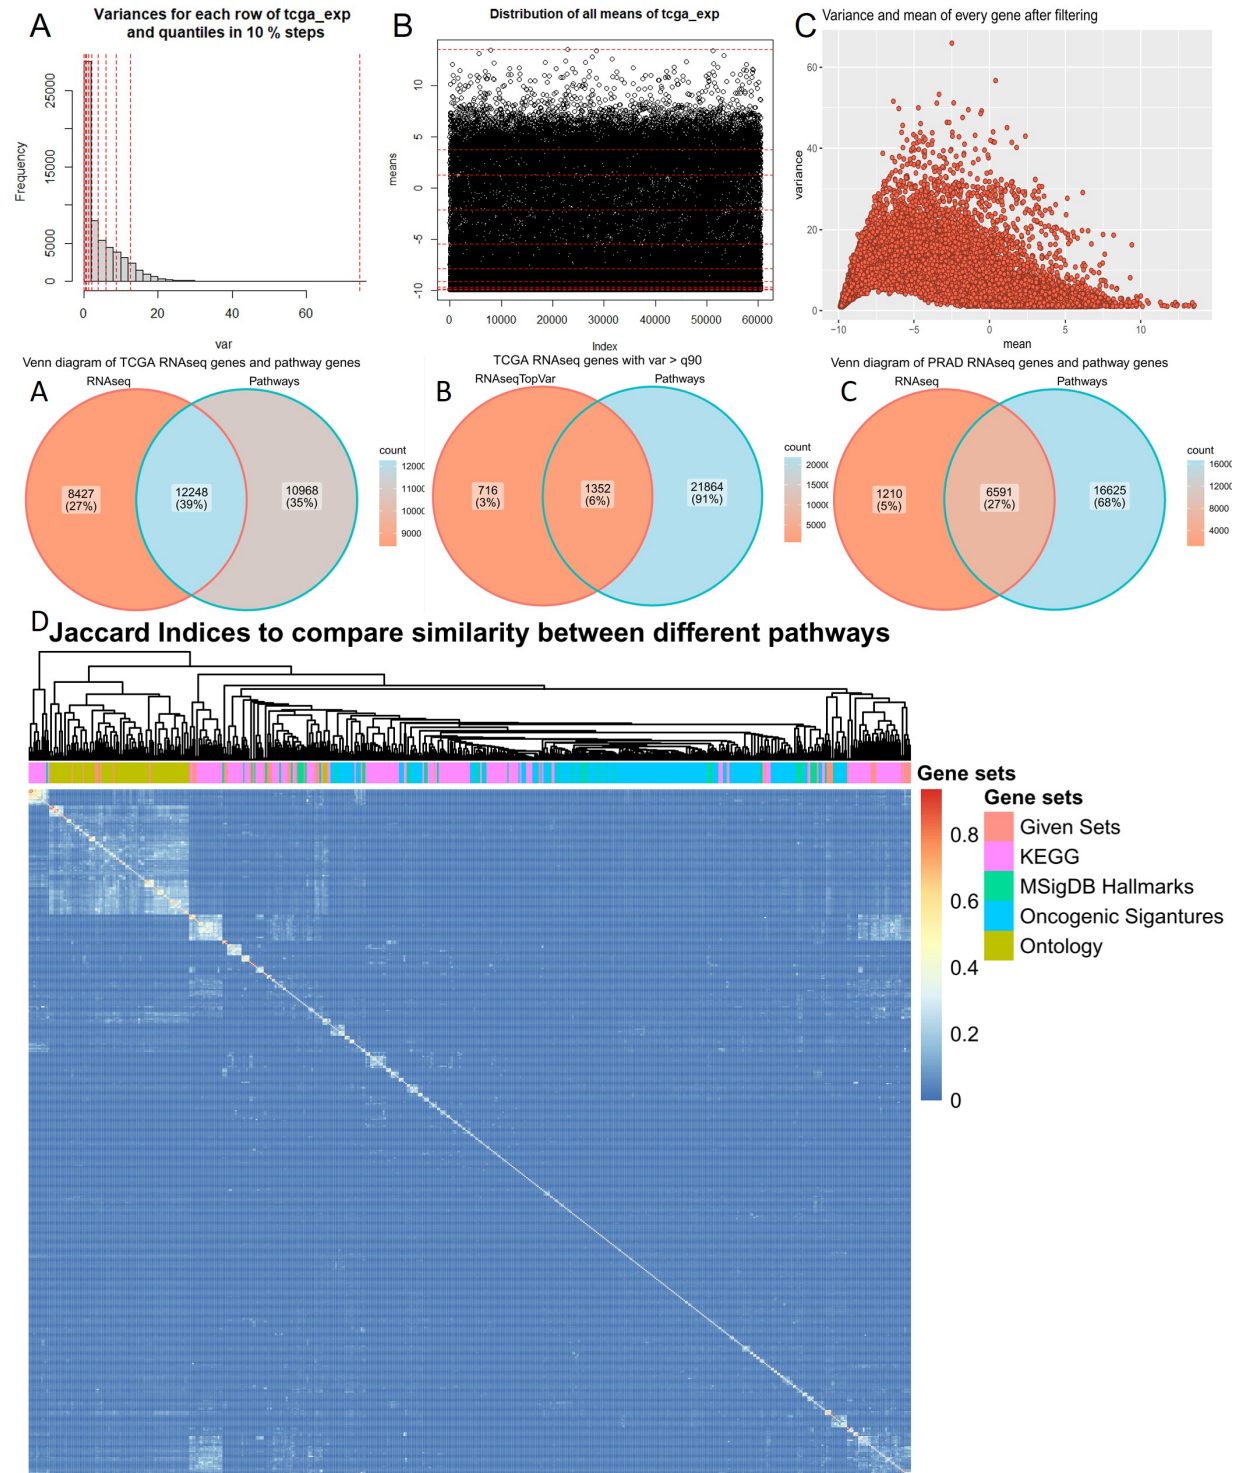 A
Variances for each row of tcga_exp
and quantiles in 10 % steps
Frequency
25000
15000
5000
0
0
20
40
60
var
B
Distribution of all means of tcga_exp
means
10
5
0
-5
-10
0
10000
20000
30000
40000
50000
60000
Index
C
Variance and mean of every gene after filtering
variance
60
40
20
0
-10
-5
0
5
10
mean
Venn diagram of TCGA RNAseq genes and pathway genes
A
RNAseq
Pathways
8427
(27%)
12248
(39%)
10968
(35%)
count
12000
11000
10000
9000
TCGA RNAseq genes with var > q90
B
RNAseqTopVar
Pathways
716
(3%)
1352
(6%)
21864
(91%)
count
20000
15000
10000
5000
Venn diagram of PRAD RNAseq genes and pathway genes
C
RNAseq
Pathways
1210
(5%)
6591
(27%)
16625
(68%)
count
16000
12000
8000
4000
D
Jaccard Indices to compare similarity between different pathways
Gene sets
0.8
0.6
0.4
0.2
0
Gene sets
Given Sets
KEGG
MSigDB Hallmarks
Oncogenic Sigantures
Ontology